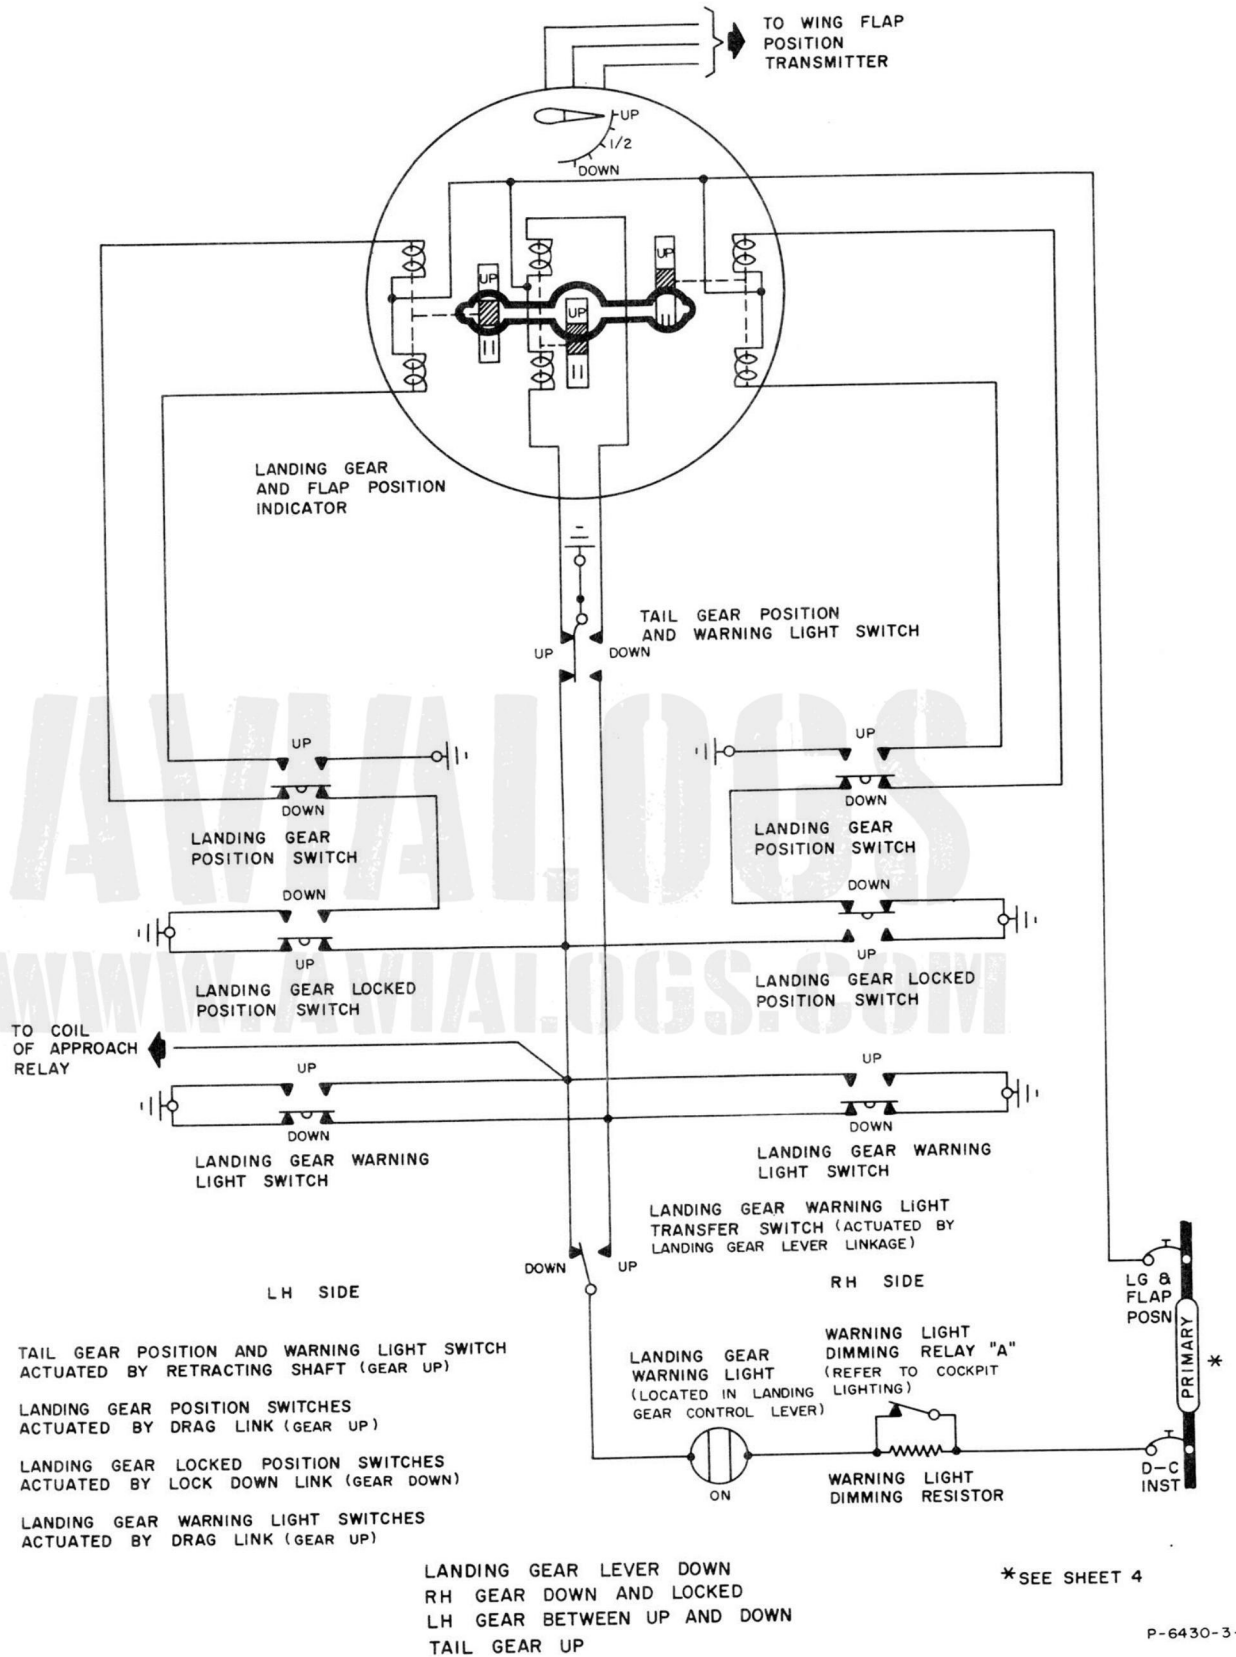 TO WING FLAP
POSITION
TRANSMITTER
UP
1/2
DOWN
UP
UP
UP
LANDING GEAR
AND FLAP POSITION
INDICATOR
TAIL GEAR POSITION
AND WARNING LIGHT SWITCH
UP
DOWN
UP
DOWN
LANDING GEAR
POSITION SWITCH
UP
DOWN
LANDING GEAR
POSITION SWITCH
AVIALOGS
WWW.AVIALOGS.COM
DOWN
UP
LANDING GEAR LOCKED
POSITION SWITCH
DOWN
UP
LANDING GEAR LOCKED
POSITION SWITCH
TO COIL
OF APPROACH
RELAY
UP
DOWN
LANDING GEAR WARNING
LIGHT SWITCH
UP
DOWN
LANDING GEAR WARNING
LIGHT SWITCH
LANDING GEAR WARNING LIGHT
TRANSFER SWITCH (ACTUATED BY
LANDING GEAR LEVER LINKAGE)
DOWN
UP
LH SIDE
RH SIDE
LG &
FLAP
POSN
PRIMARY
*
TAIL GEAR POSITION AND WARNING LIGHT SWITCH
ACTUATED BY RETRACTING SHAFT (GEAR UP)
LANDING GEAR POSITION SWITCHES
ACTUATED BY DRAG LINK (GEAR UP)
LANDING GEAR LOCKED POSITION SWITCHES
ACTUATED BY LOCK DOWN LINK (GEAR DOWN)
LANDING GEAR WARNING LIGHT SWITCHES
ACTUATED BY DRAG LINK (GEAR UP)
LANDING GEAR
WARNING LIGHT
(LOCATED IN LANDING
GEAR CONTROL LEVER)
WARNING LIGHT
DIMMING RELAY "A"
(REFER TO COCKPIT
LIGHTING)
ON
WARNING LIGHT
DIMMING RESISTOR
D-C
INST
LANDING GEAR LEVER DOWN
RH GEAR DOWN AND LOCKED
LH GEAR BETWEEN UP AND DOWN
TAIL GEAR UP
*SEE SHEET 4
P-6430-3-